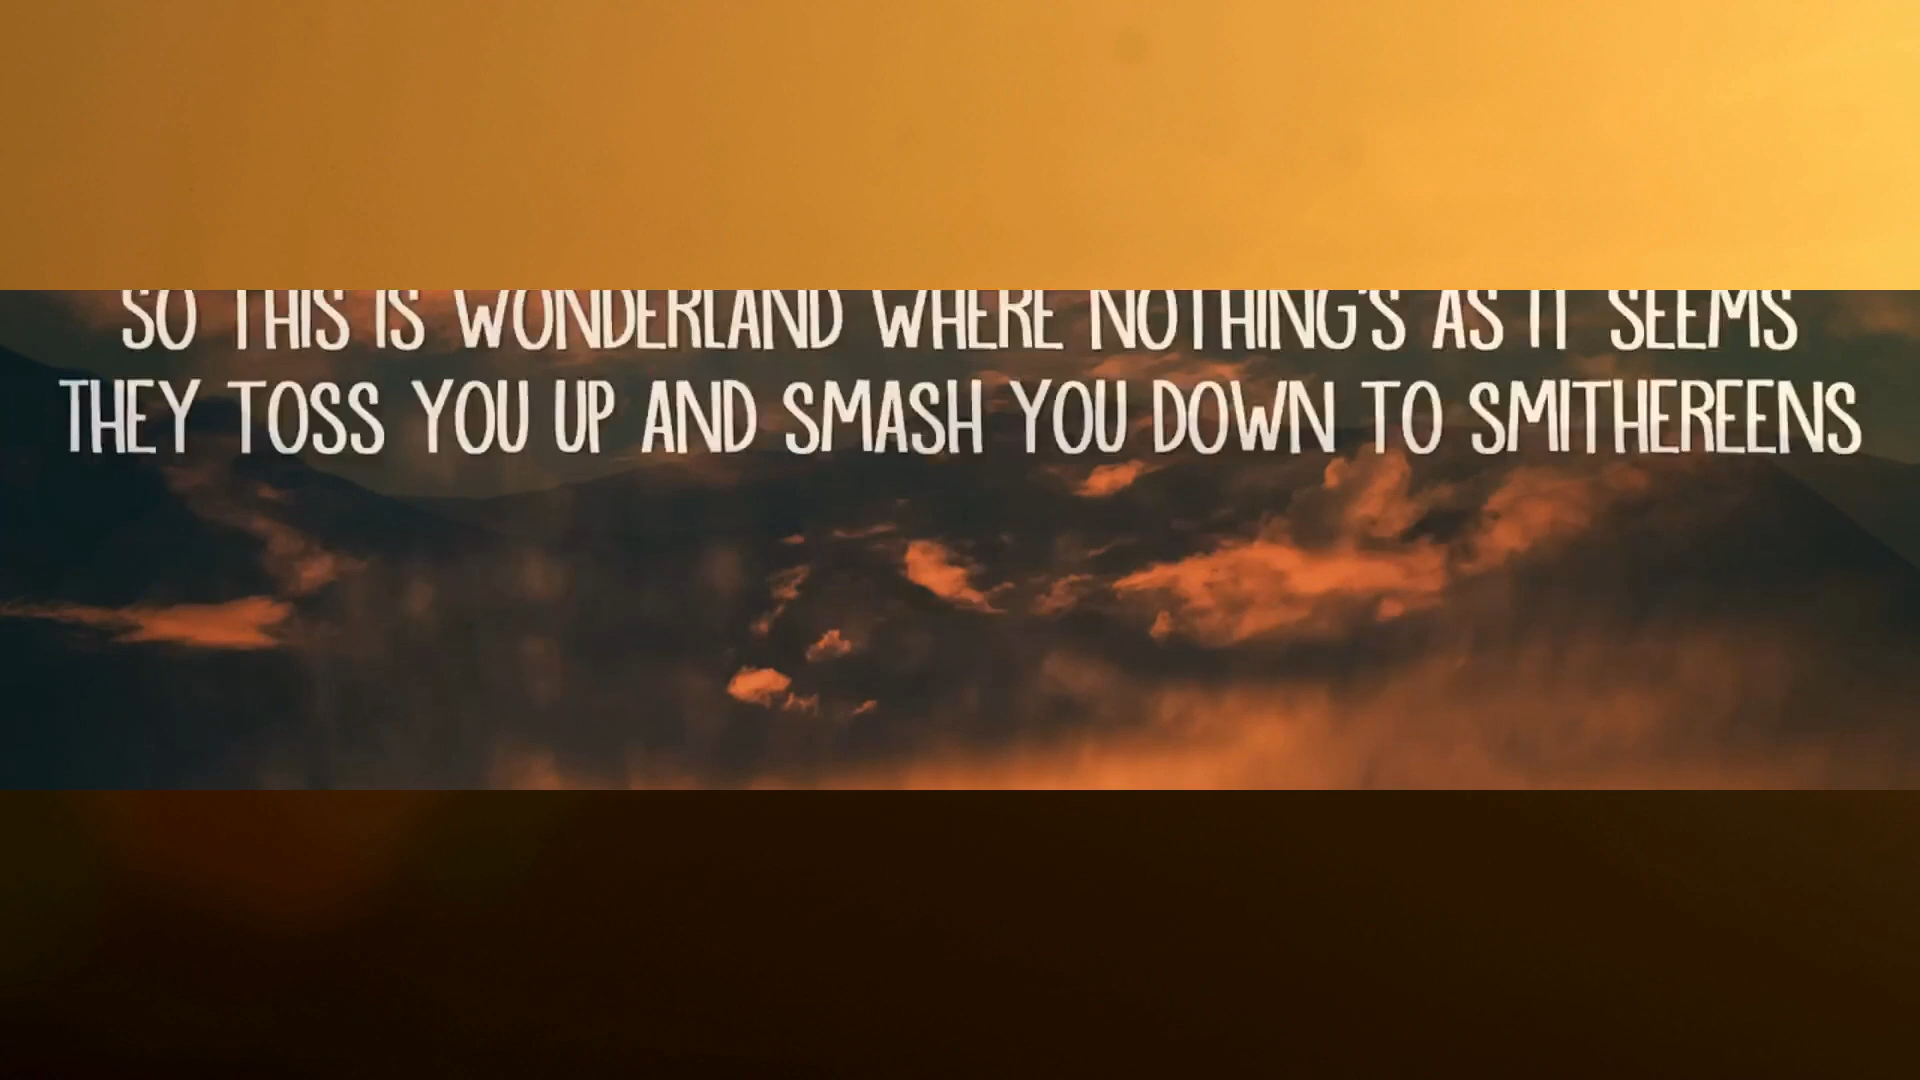 SO THIS IS WONDERLAND WHERE NOTHING'S AS IT SEEMS
THEY TOSS YOU UP AND SMASH YOU DOWN TO SMITHEREENS